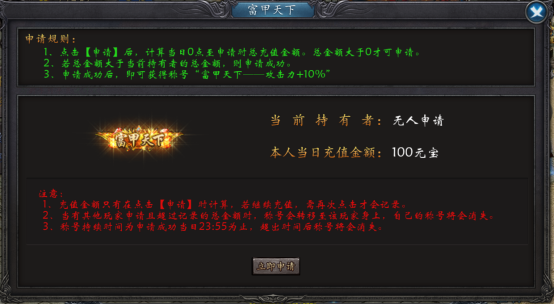 富甲天下
申请规则：
1、点击【申请】后，计算当日0点至申请时总充值金额。总金额大于0才可申请。
2、若总金额大于当前持有者的总金额，则申请成功。
3、申请成功后，即可获得称号“富甲天下——攻击力+10%”
富甲天下
当前持有者：无人申请
本人当日充值金额：100元宝
注意：
1、充值金额只有在点击【申请】时计算，若继续充值，需再次点击才会记录。
2、当有其他玩家申请且超过记录的总金额时，称号会转移至该玩家身上，自己的称号将会消失。
3、称号持续时间为申请成功当日23:55为止，超出时间后称号将会消失。
立即申请